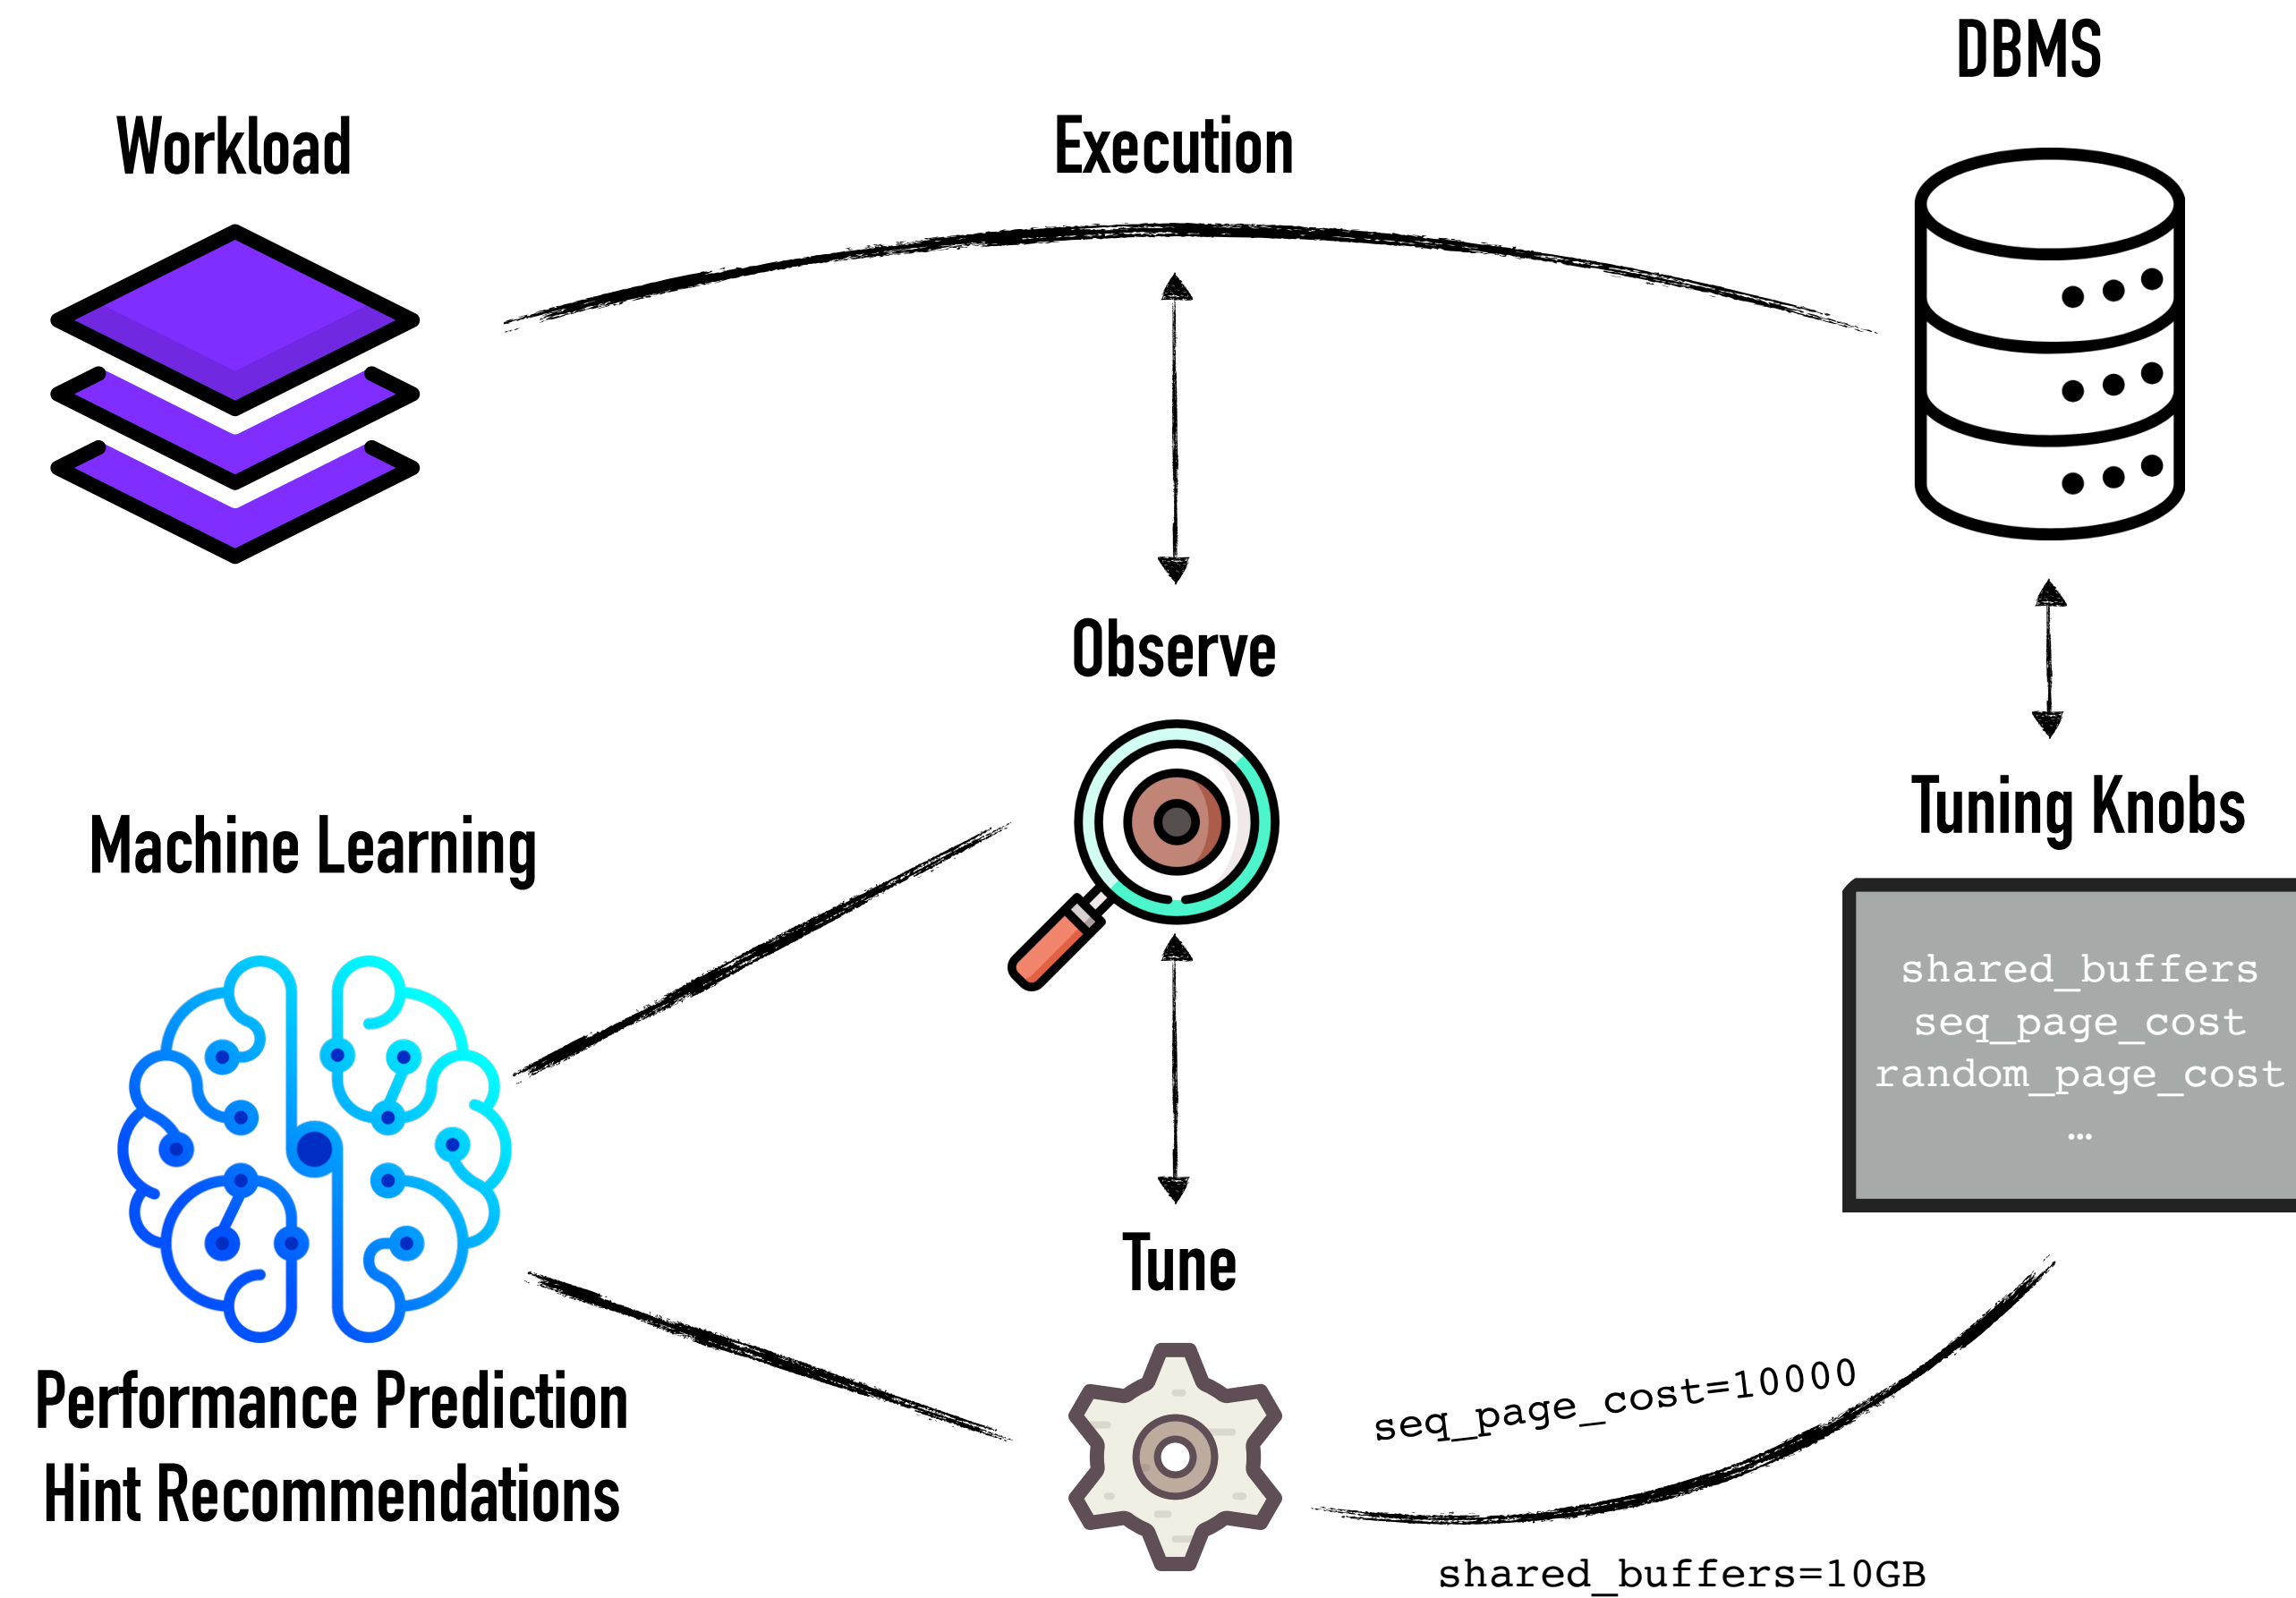 DBMS
Workload
Execution
Observe
Tuning Knobs
Machine Learning
shared_buffers
seq_page_cost
random_page_cost
...
Tune
Performance Prediction
Hint Recommendations
seq_page_cost=10000
shared_buffers=10GB